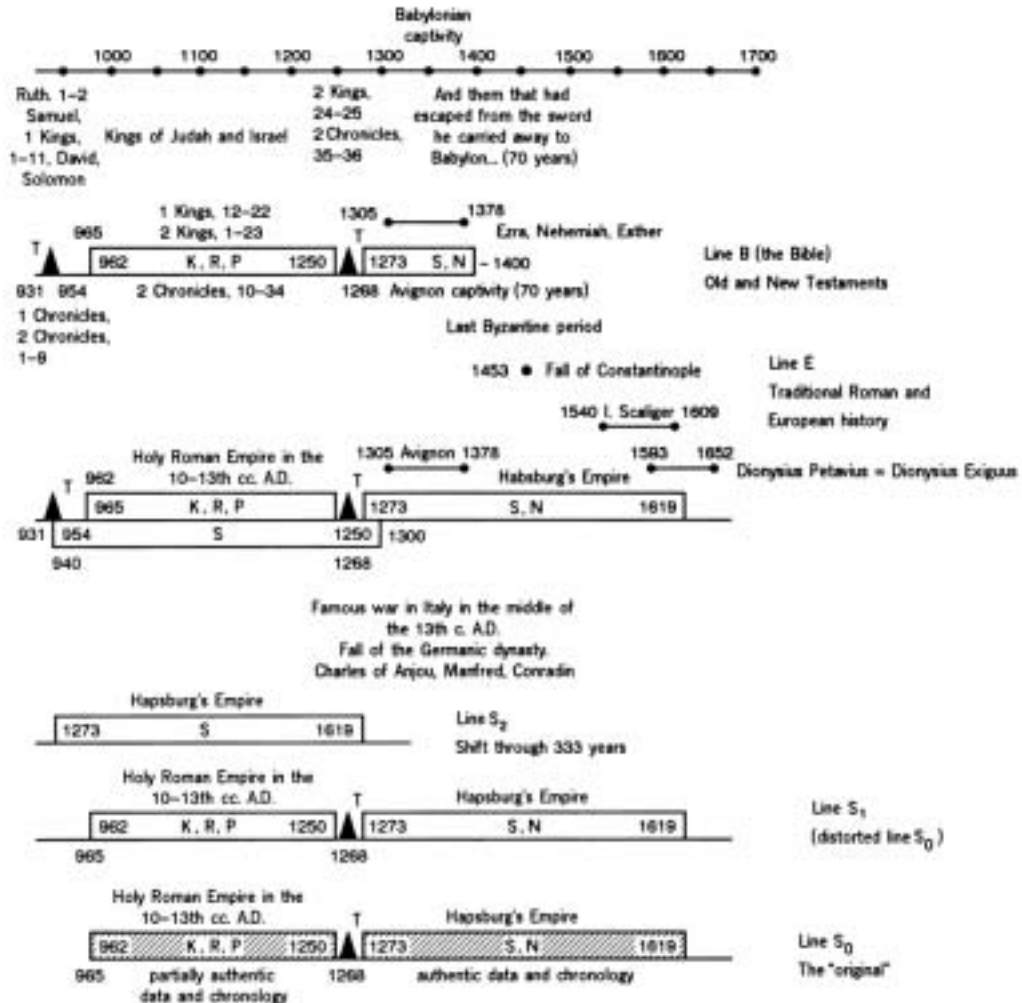 Babylonian
captivity
1000 1100 1200 1300 1400 1500 1600 1700
Ruth. 1–2
Samuel,
1 Kings,
1–11, David,
Solomon
Kings of Judah and Israel
2 Kings,
24–25
2 Chronicles,
35–36
And them that had
escaped from the sword
he carried away to
Babylon... (70 years)
1 Kings, 12–22
2 Kings, 1–23
1305 1378
Ezra, Nehemiah, Esther
T 965 T
962 K, R, P 1250 1273 S, N – 1400
Line B (the Bible)
Old and New Testaments
931 954 2 Chronicles, 10–34 1268 Avignon captivity (70 years)
1 Chronicles,
2 Chronicles,
1–9
Last Byzantine period
1453 Fall of Constantinople
Line E
Traditional Roman and
European history
1540 I. Scaliger 1609
1305 Avignon 1378
1583 1652
Dionysius Petavius = Dionysius Exiguus
Holy Roman Empire in the
10–13th cc. A.D.
Habsburg's Empire
T 962 T
965 K, R, P 1273 S, N 1619
931 954 S 1250 1300
940 1268
Famous war in Italy in the middle of
the 13th c. A.D.
Fall of the Germanic dynasty.
Charles of Anjou, Manfred, Conradin
Hapsburg's Empire
1273 S 1619
Line S₂
Shift through 333 years
Holy Roman Empire in the
10–13th cc. A.D.
T
Hapsburg's Empire
962 K, R, P 1250 1273 S, N 1619
965 1268
Line S₁
(distorted line S₀)
Holy Roman Empire in the
10–13th cc. A.D.
T
Hapsburg's Empire
962 K, R, P 1250 1273 S, N 1619
965 partially authentic
data and chronology
1268 authentic data and chronology
Line S₀
The "original"